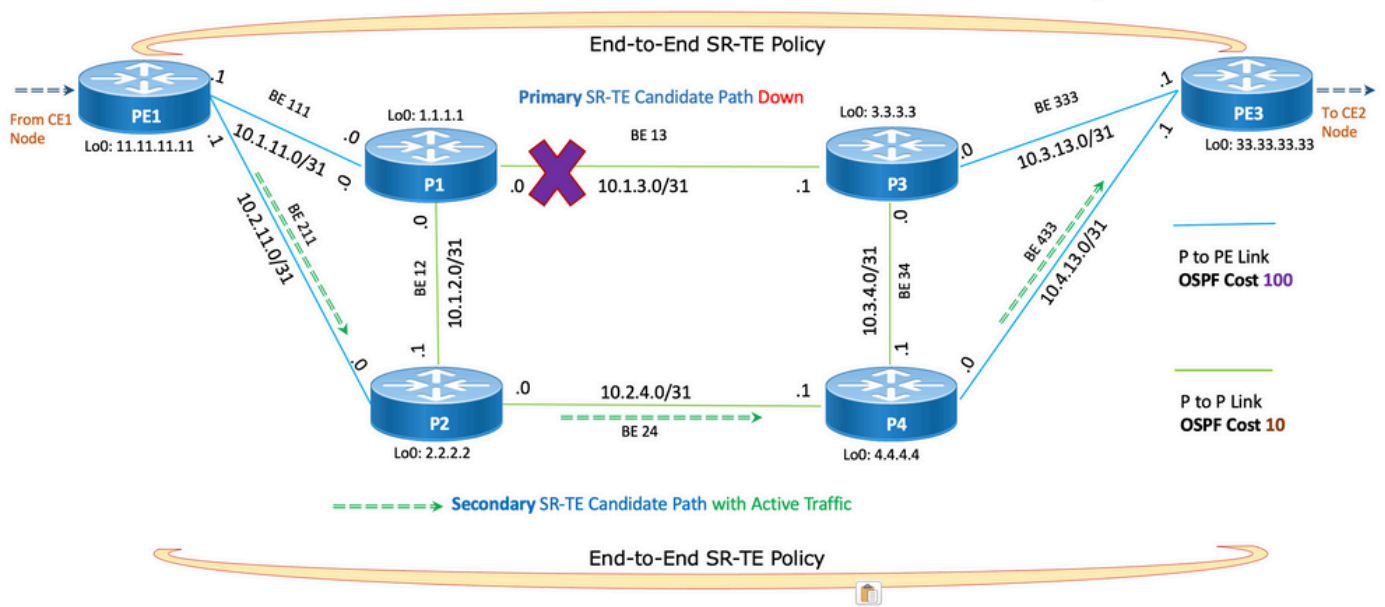 End-to-End SR-TE Policy
From CE1
Node
PE1
Lo0: 11.11.11.11
.1
.1
BE 111
10.1.11.0/31
.0
.0
Lo0: 1.1.1.1
P1
Primary SR-TE Candidate Path Down
BE 13
.0
10.1.3.0/31
.1
Lo0: 3.3.3.3
P3
.0
BE 333
10.3.13.0/31
.1
.1
PE3
Lo0: 33.33.33.33
To CE2
Node
BE 211
10.2.11.0/31
.0
.0
BE 12
10.1.2.0/31
.1
.0
10.3.4.0/31
BE 34
.1
BE 433
10.4.13.0/31
.0
P to PE Link
OSPF Cost 100
P2
Lo0: 2.2.2.2
.0
10.2.4.0/31
.1
BE 24
P4
Lo0: 4.4.4.4
P to P Link
OSPF Cost 10
Secondary SR-TE Candidate Path with Active Traffic
End-to-End SR-TE Policy